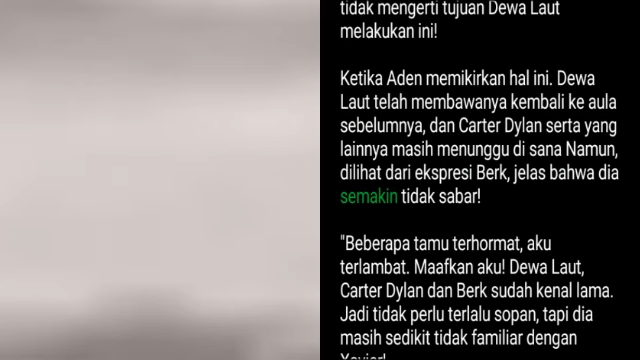 tidak mengerti tujuan Dewa Laut
melakukan ini!
Ketika Aden memikirkan hal ini. Dewa
Laut telah membawanya kembali ke aula
sebelumnya, dan Carter Dylan serta yang
lainnya masih menunggu di sana Namun,
dilihat dari ekspresi Berk, jelas bahwa dia
semakin tidak sabar!
"Beberapa tamu terhormat, aku
terlambat. Maafkan aku! Dewa Laut,
Carter Dylan dan Berk sudah kenal lama.
Jadi tidak perlu terlalu sopan, tapi dia
masih sedikit tidak familiar dengan